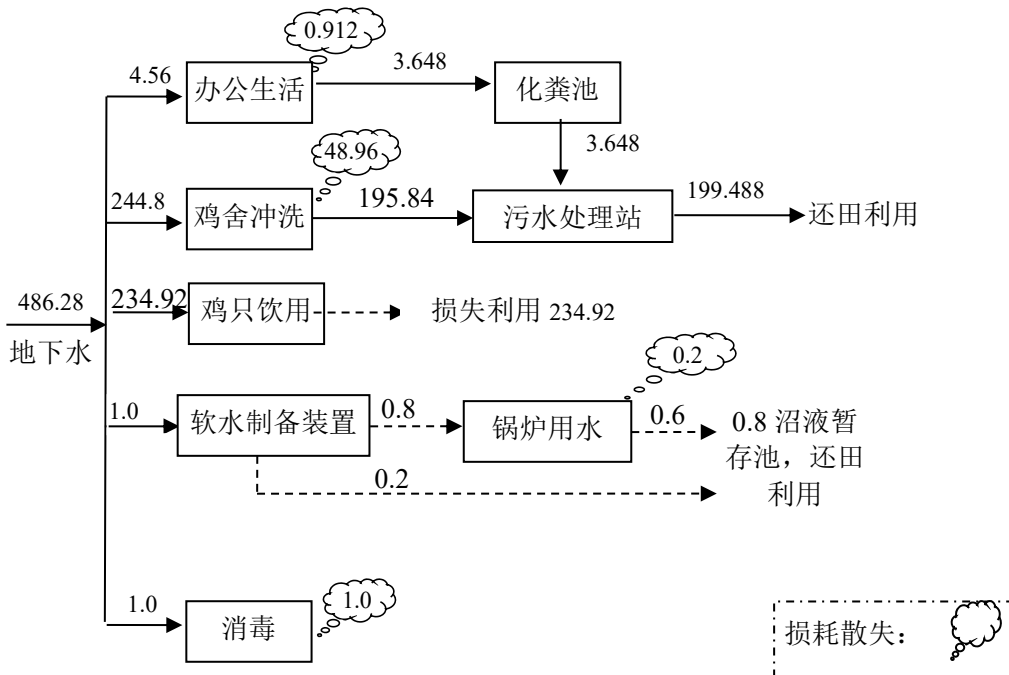 0.912
4.56
办公生活
3.648
化粪池
3.648
48.96
244.8
鸡舍冲洗
195.84
污水处理站
199.488
还田利用
486.28
地下水
234.92
鸡只饮用
损失利用 234.92
0.2
1.0
软水制备装置
0.8
锅炉用水
0.6
0.8 沼液暂
存池，还田
利用
0.2
1.0
消毒
1.0
损耗散失：